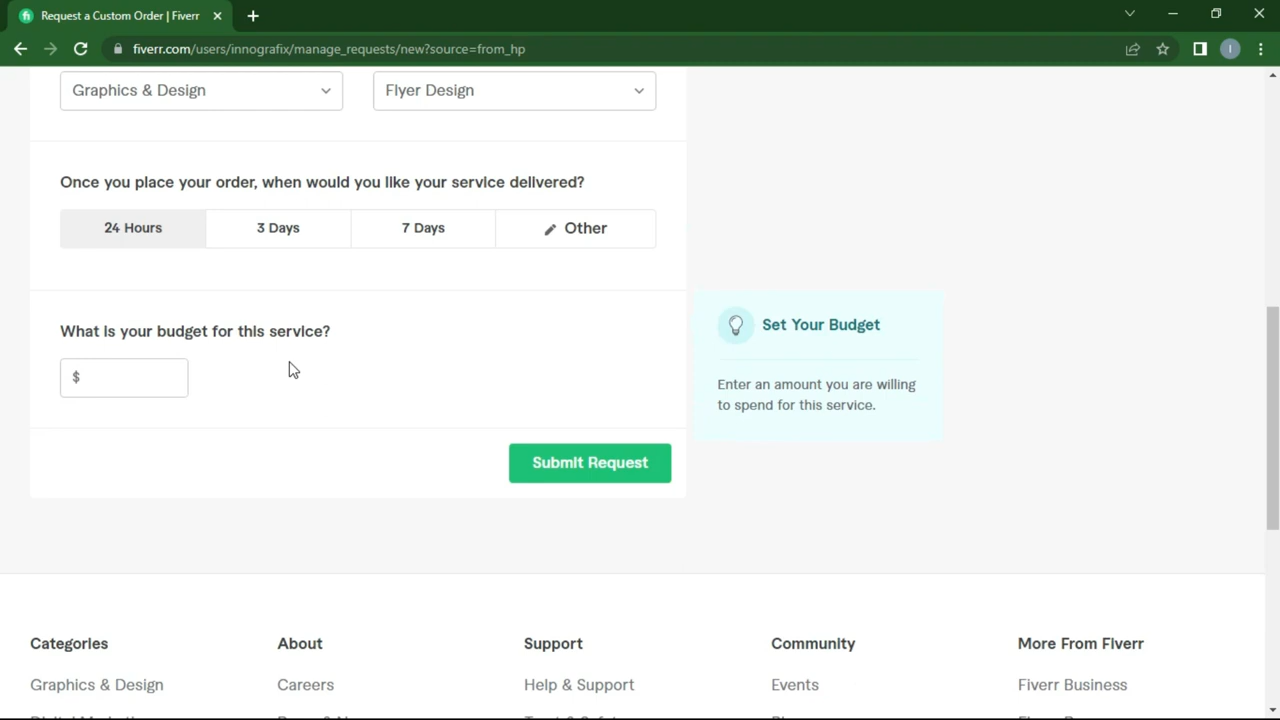 Request a Custom Order | Fiverr
fiverr.com/users/innografix/manage_requests/new?source=from_hp
I
Graphics & Design
Flyer Design
Once you place your order, when would you like your service delivered?
24 Hours
3 Days
7 Days
Other
What is your budget for this service?
$
Set Your Budget
Enter an amount you are willing
to spend for this service.
Submit Request
Categories
About
Support
Community
More From Fiverr
Graphics & Design
Careers
Help & Support
Events
Fiverr Business